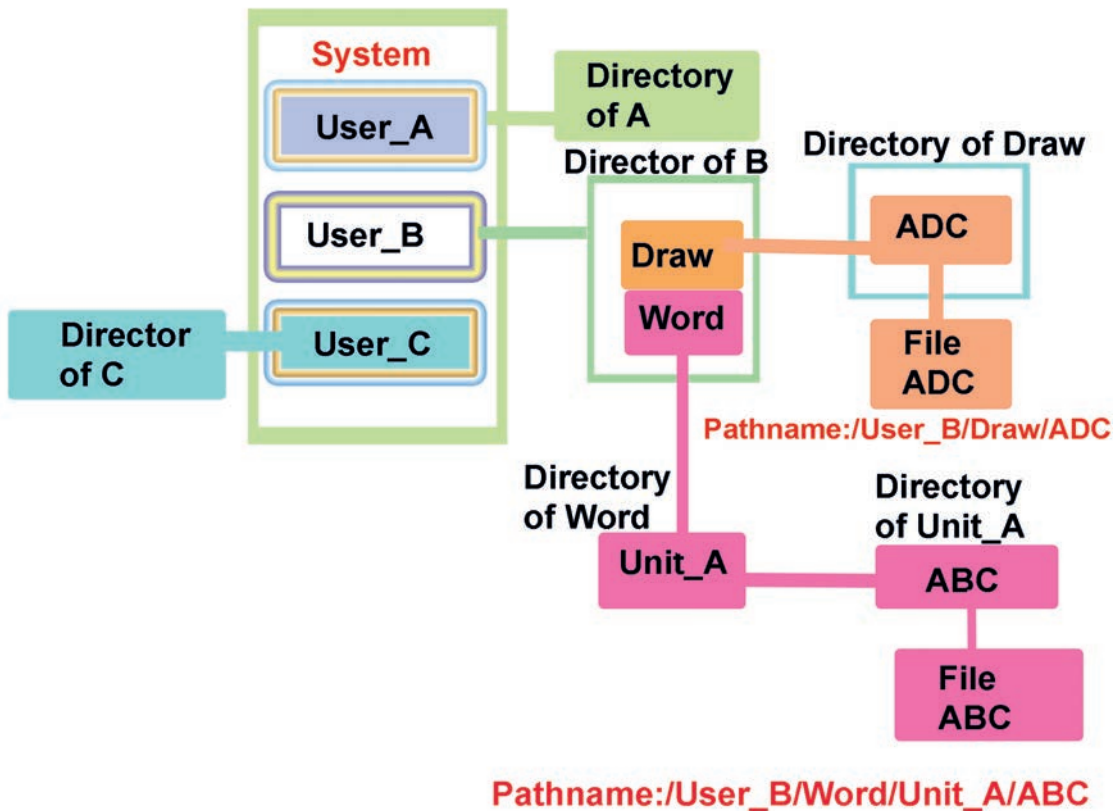 System
User_A
Directory
of A
User_B
Director of B
Draw
Word
Directory of Draw
ADC
File
ADC
Pathname:/User_B/Draw/ADC
User_C
Director
of C
Directory
of Word
Unit_A
Directory
of Unit_A
ABC
File
ABC
Pathname:/User_B/Word/Unit_A/ABC